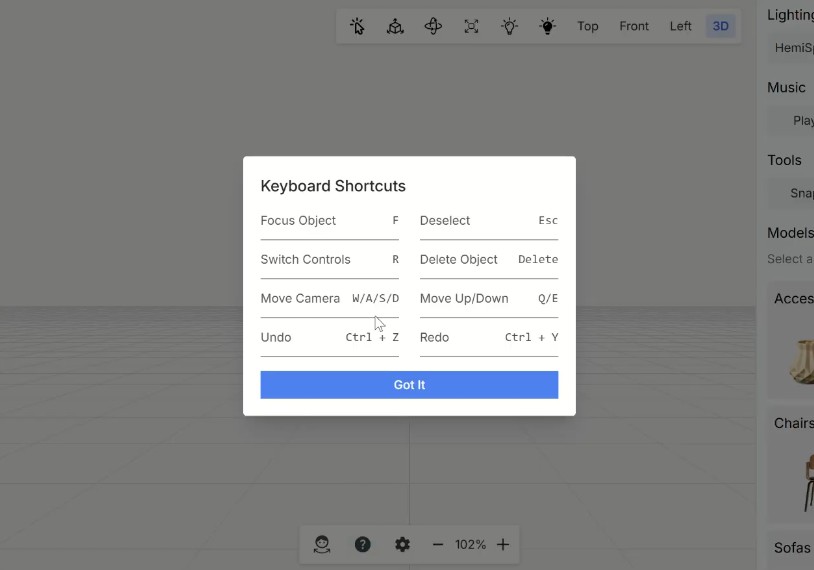 Top Front Left 3D
Lighting
HemiSp
Music
Play
Tools
Snap
Models
Select a
Acces
Chairs
Sofas
Keyboard Shortcuts
Focus Object F Deselect Esc
Switch Controls R Delete Object Delete
Move Camera W/A/S/D Move Up/Down Q/E
Undo Ctrl + Z Redo Ctrl + Y
Got It
? − 102% +